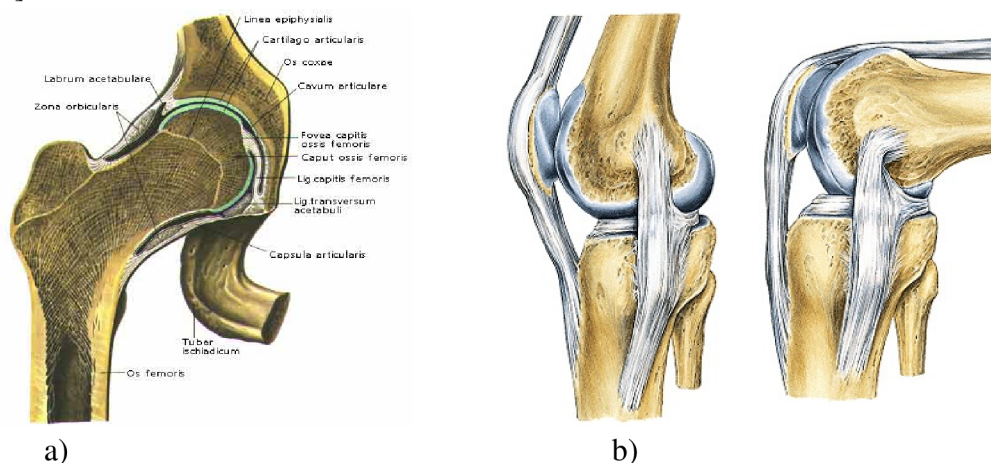 Linea epiphysialis
Cartilago articularis
Os coxae
Labrum acetabulare
Cavum articulare
Zona orbicularis
Fovea capitis
ossis femoris
Caput ossis femoris
Lig.capitis femoris
Lig.transversum
acetabuli
Capsula articularis
Tuber
ischiadicum
Os femoris
a)
b)